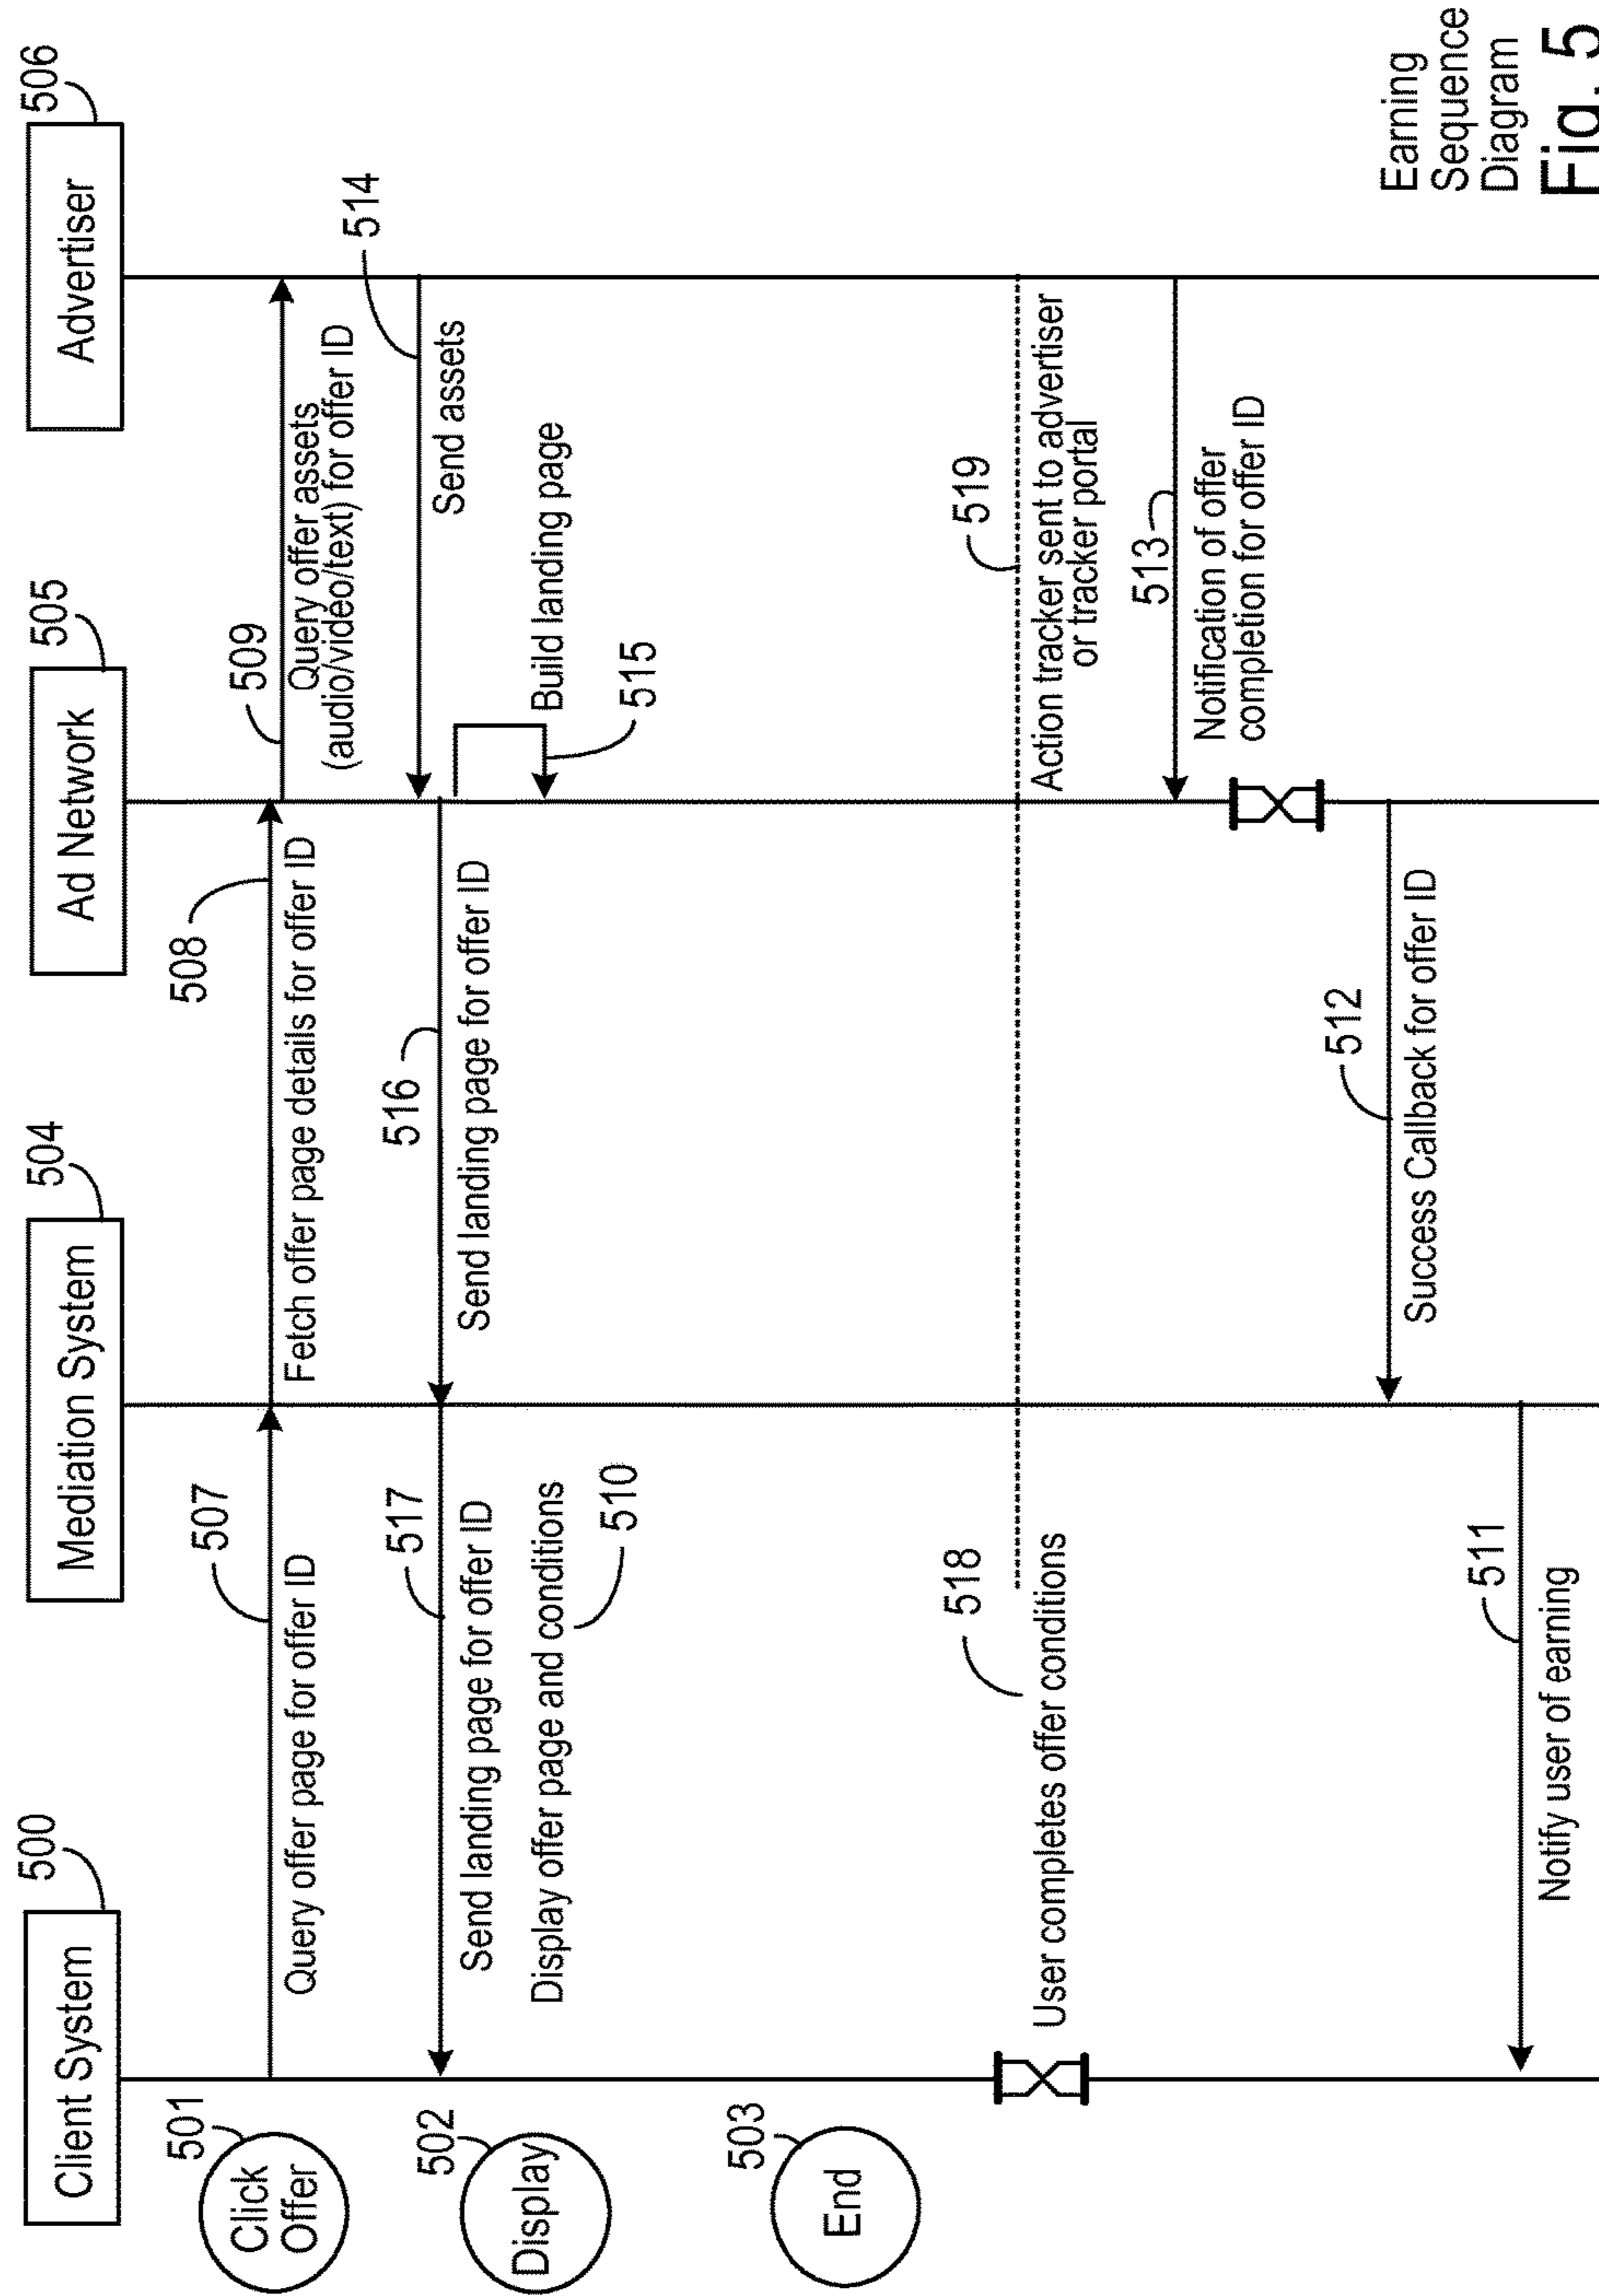 Client System
500
Mediation System
504
Ad Network
505
Advertiser
506
501
Click
Offer
507
Query offer page for offer ID
508
Fetch offer page details for offer ID
509
Query offer assets
(audio/video/text) for offer ID
514
Send assets
502
Display
517
Send landing page for offer ID
516
Send landing page for offer ID
Build landing page
515
Display offer page and conditions
510
503
End
518
User completes offer conditions
519
Action tracker sent to advertiser
or tracker portal
513
Notification of offer
completion for offer ID
512
Success Callback for offer ID
511
Notify user of earning
Earning
Sequence
Diagram
Fig. 5